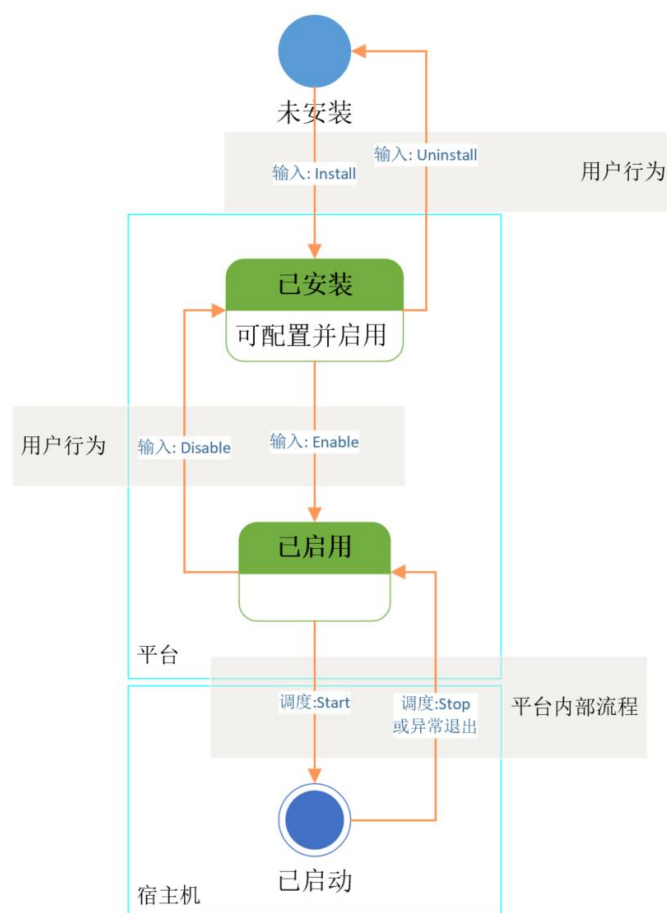 未安装
输入: Uninstall
输入: Install
用户行为
已安装
可配置并启用
用户行为
输入: Disable
输入: Enable
已启用
平台
调度:Start
调度:Stop
或异常退出
平台内部流程
已启动
宿主机